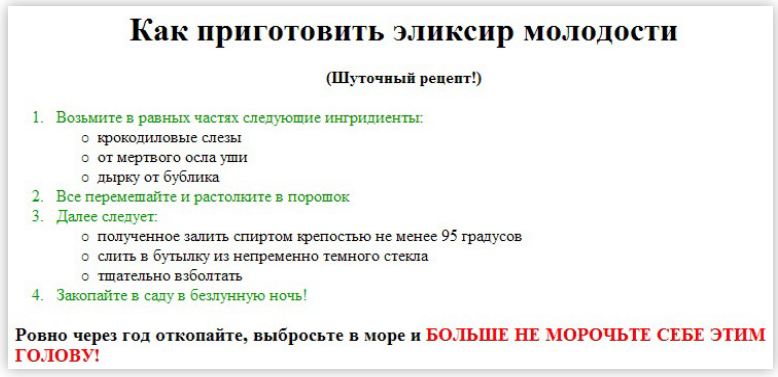 Как приготовить эликсир молодости
(Шуточный рецепт!)
1. Возьмите в равных частях следующие ингридиенты:
o крокодиловые слезы
o от мертвого осла уши
o дырку от бублика
2. Все перемешайте и растолките в порошок
3. Далее следует:
o полученное залить спиртом крепостью не менее 95 градусов
o слить в бутылку из непременно темного стекла
o тщательно взболтать
4. Закопайте в саду в безлунную ночь!
Ровно через год откопайте, выбросьте в море и БОЛЬШЕ НЕ МОРОЧЬТЕ СЕБЕ ЭТИМ
ГОЛОВУ!